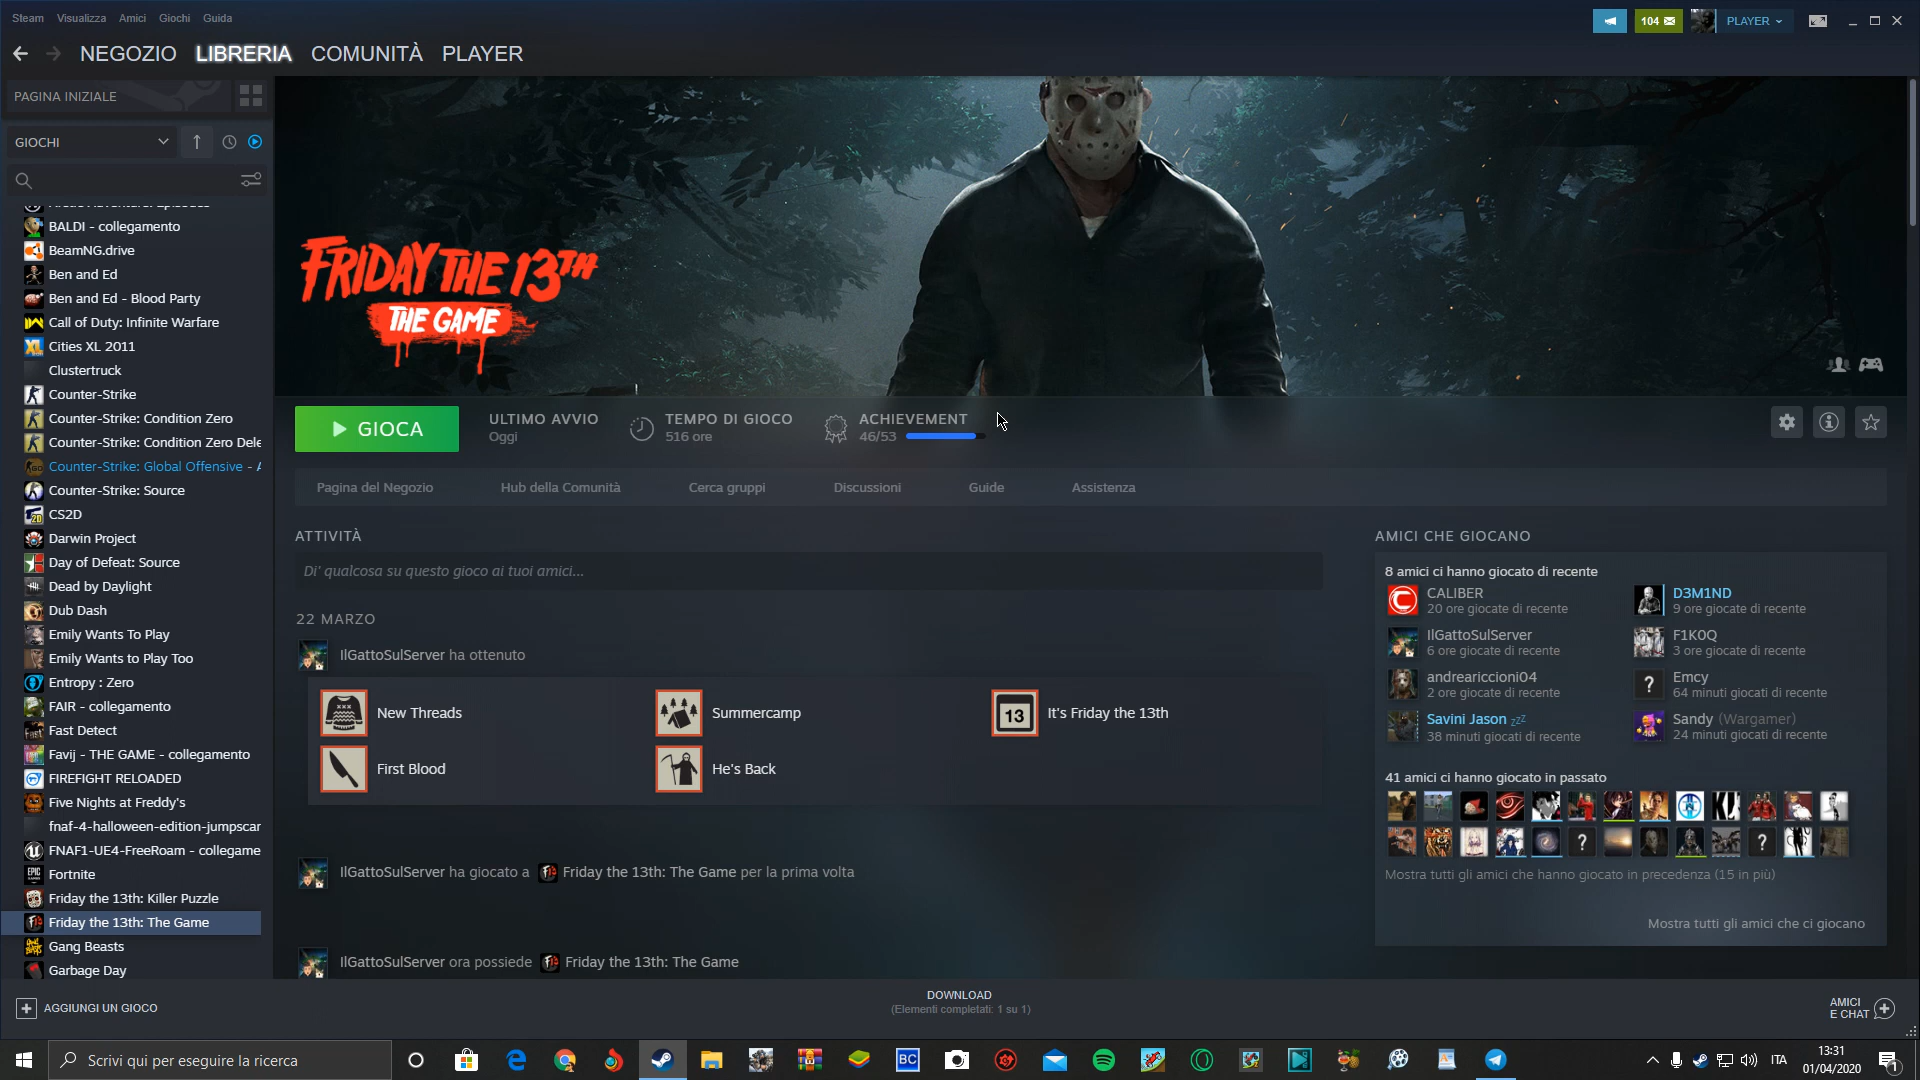 Steam Visualizza Amici Giochi Guida
104
PLAYER
NEGOZIO LIBRERIA COMUNITÀ PLAYER
PAGINA INIZIALE
GIOCHI
BALDI - collegamento
BeamNG.drive
Ben and Ed
Ben and Ed - Blood Party
Call of Duty: Infinite Warfare
Cities XL 2011
Clustertruck
Counter-Strike
Counter-Strike: Condition Zero
Counter-Strike: Condition Zero Dele
Counter-Strike: Global Offensive - A
Counter-Strike: Source
CS2D
Darwin Project
Day of Defeat: Source
Dead by Daylight
Dub Dash
Emily Wants To Play
Emily Wants to Play Too
Entropy : Zero
FAIR - collegamento
Fast Detect
Favij - THE GAME - collegamento
FIREFIGHT RELOADED
Five Nights at Freddy's
fnaf-4-halloween-edition-jumpscar
FNAF1-UE4-FreeRoam - collegame
Fortnite
Friday the 13th: Killer Puzzle
Friday the 13th: The Game
Gang Beasts
Garbage Day
FRIDAY THE 13TH
THE GAME
GIOCA
ULTIMO AVVIO
Oggi
TEMPO DI GIOCO
516 ore
ACHIEVEMENT
46/53
Pagina del Negozio Hub della Comunità Cerca gruppi Discussioni Guide Assistenza
ATTIVITÀ
Di' qualcosa su questo gioco ai tuoi amici...
22 MARZO
IlGattoSulServer ha ottenuto
New Threads
Summercamp
13
It's Friday the 13th
First Blood
He's Back
IlGattoSulServer ha giocato a Friday the 13th: The Game per la prima volta
IlGattoSulServer ora possiede Friday the 13th: The Game
AMICI CHE GIOCANO
8 amici ci hanno giocato di recente
CALIBER
20 ore giocate di recente
D3M1ND
9 ore giocate di recente
IlGattoSulServer
6 ore giocate di recente
F1K0Q
3 ore giocate di recente
andreariccioni04
2 ore giocate di recente
Emcy
64 minuti giocati di recente
Savini Jason zzZ
38 minuti giocati di recente
Sandy (Wargamer)
24 minuti giocati di recente
41 amici ci hanno giocato in passato
Mostra tutti gli amici che hanno giocato in precedenza (15 in più)
Mostra tutti gli amici che ci giocano
AGGIUNGI UN GIOCO
DOWNLOAD
(Elementi completati: 1 su 1)
AMICI
E CHAT
Scrivi qui per eseguire la ricerca
BC
ITA
13:31
01/04/2020
1